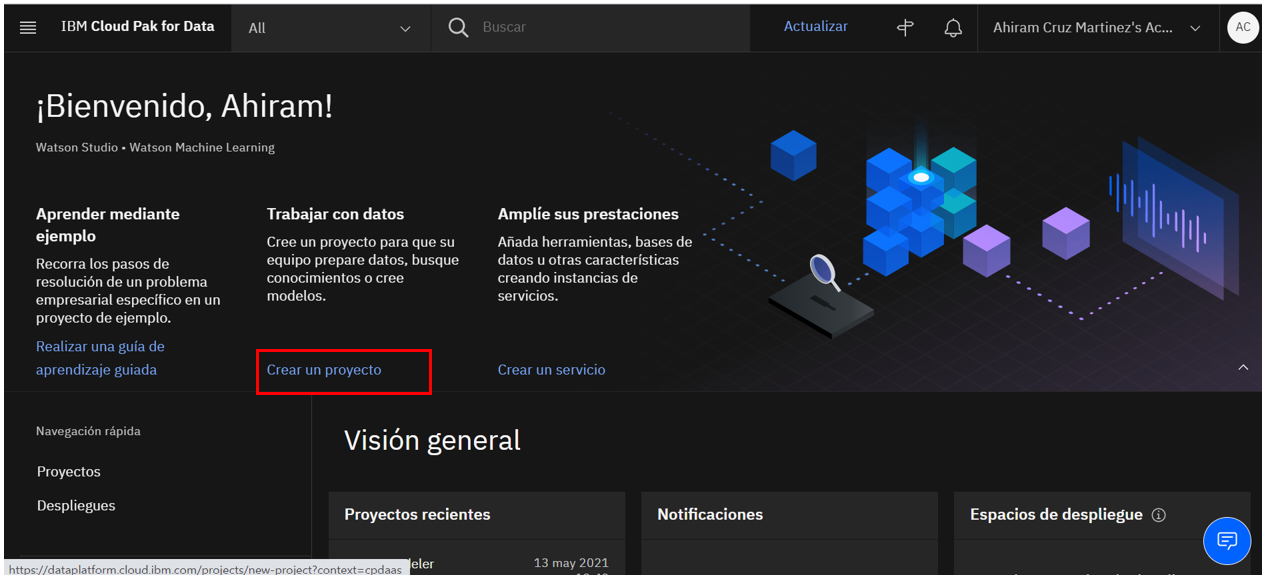 IBM Cloud Pak for Data
All
Buscar
Actualizar
Ahiram Cruz Martinez's Ac...
AC
¡Bienvenido, Ahiram!
Watson Studio • Watson Machine Learning
Aprender mediante
ejemplo
Recorra los pasos de
resolución de un problema
empresarial específico en un
proyecto de ejemplo.
Realizar una guía de
aprendizaje guiada
Trabajar con datos
Cree un proyecto para que su
equipo prepare datos, busque
conocimientos o cree
modelos.
Crear un proyecto
Amplíe sus prestaciones
Añada herramientas, bases de
datos u otras características
creando instancias de
servicios.
Crear un servicio
Navegación rápida
Proyectos
Despliegues
Visión general
Proyectos recientes
13 may 2021
Notificaciones
Espacios de despliegue
https://dataplatform.cloud.ibm.com/projects/new-project?context=cpdaas